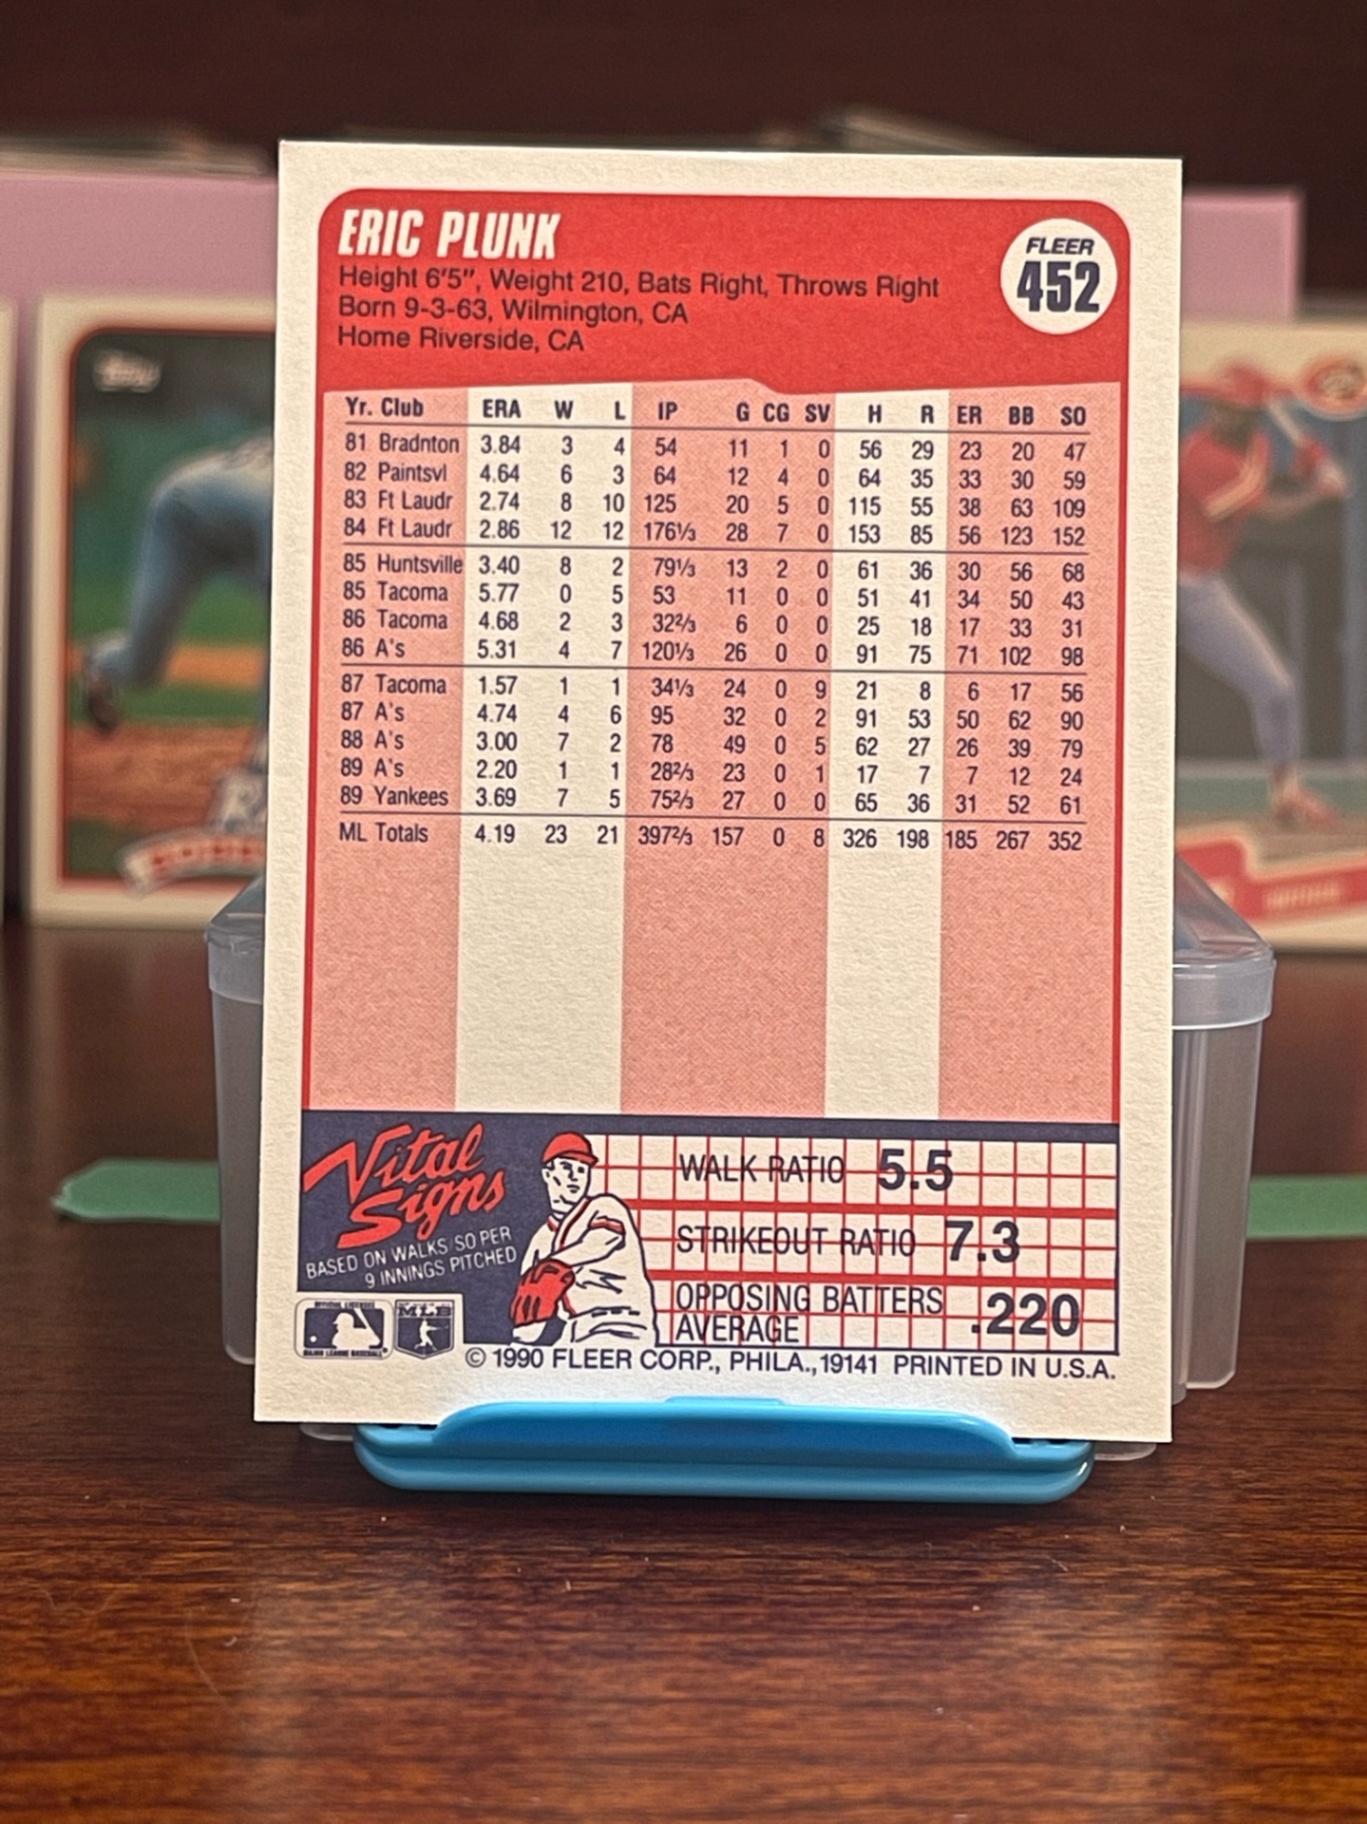 ERIC PLUNK
FLEER
452
Height 6'5", Weight 210, Bats Right, Throws Right
Born 9-3-63, Wilmington, CA
Home Riverside, CA
Yr. Club ERA W L IP G CG SV H R ER BB SO
81 Bradnton 3.84 3 4 54 11 1 0 56 29 23 20 47
82 Paintsvl 4.64 6 3 64 12 4 0 64 35 33 30 59
83 Ft Laudr 2.74 8 10 125 20 5 0 115 55 38 63 109
84 Ft Laudr 2.86 12 12 176⅓ 28 7 0 153 85 56 123 152
85 Huntsville 3.40 8 2 79⅓ 13 2 0 61 36 30 56 68
85 Tacoma 5.77 0 5 53 11 0 0 51 41 34 50 43
86 Tacoma 4.68 2 3 32⅔ 6 0 0 25 18 17 33 31
86 A's 5.31 4 7 120⅓ 26 0 0 91 75 71 102 98
87 Tacoma 1.57 1 1 34⅓ 24 0 9 21 8 6 17 56
87 A's 4.74 4 6 95 32 0 2 91 53 50 62 90
88 A's 3.00 7 2 78 49 0 5 62 27 26 39 79
89 A's 2.20 1 1 28⅔ 23 0 1 17 7 7 12 24
89 Yankees 3.69 7 5 75⅔ 27 0 0 65 36 31 52 61
ML Totals 4.19 23 21 397⅔ 157 0 8 326 198 185 267 352
Vital
Signs
BASED ON WALKS/SO PER
9 INNINGS PITCHED
WALK RATIO 5.5
STRIKEOUT RATIO 7.3
OPPOSING BATTERS
AVERAGE .220
MLB
© 1990 FLEER CORP., PHILA., 19141 PRINTED IN U.S.A.
Topps